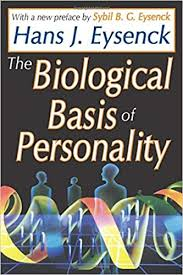 With a new preface by Sybil B. G. Eysenck
Hans J. Eysenck
The Biological
Basis of
Personality